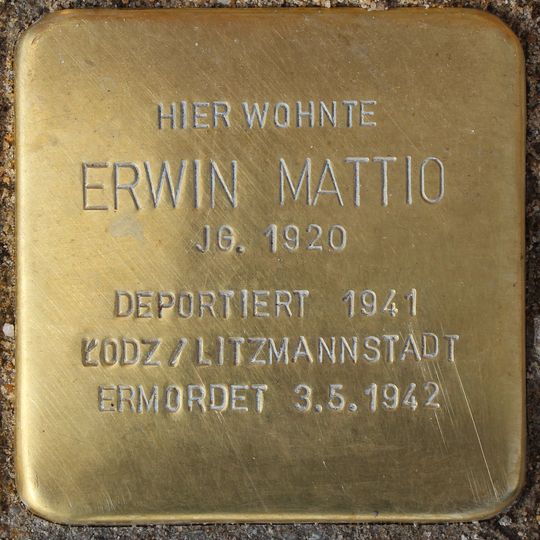 HIER WOHNTE
ERWIN MATTIO
JG. 1920
DEPORTIERT 1941
ŁODZ / LITZMANNSTADT
ERMORDET 3.5.1942